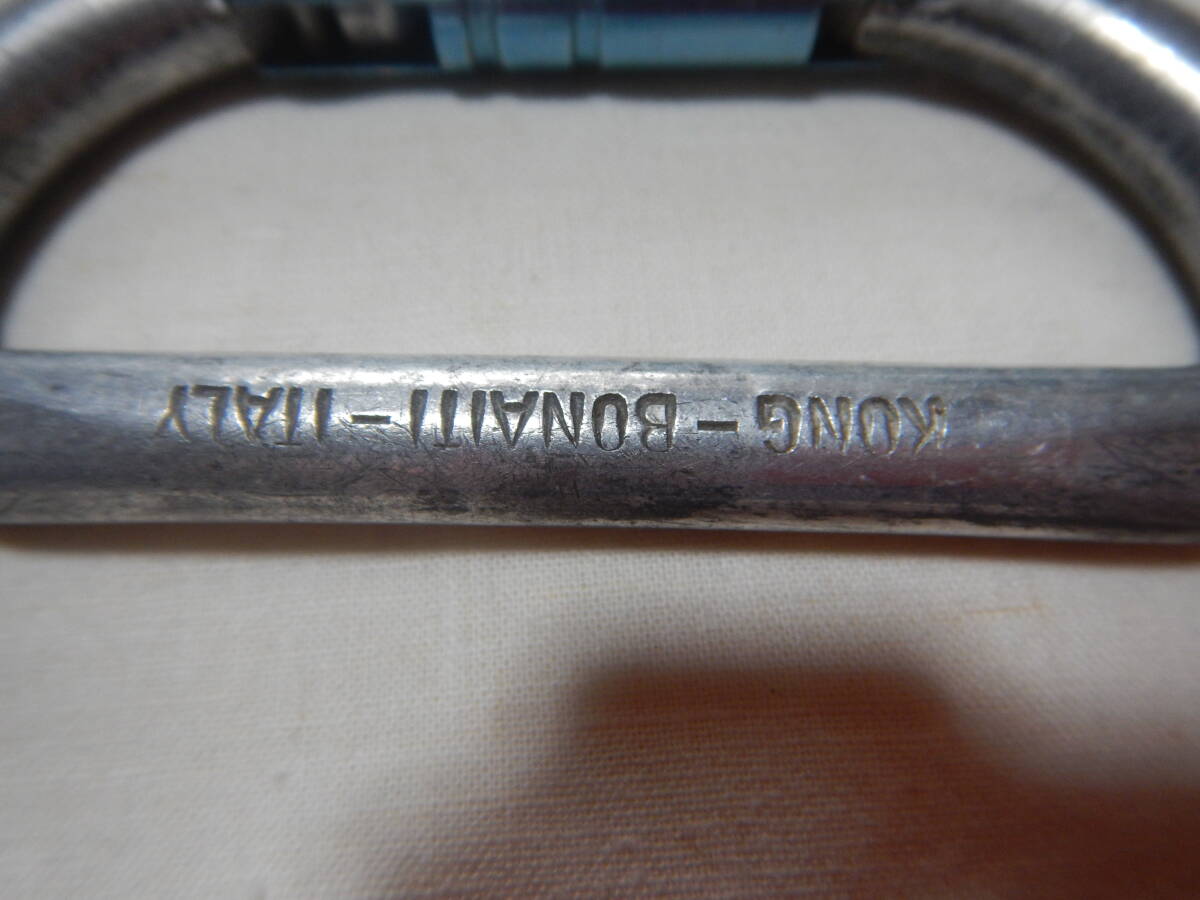 KONG - BONAITI - ITALY